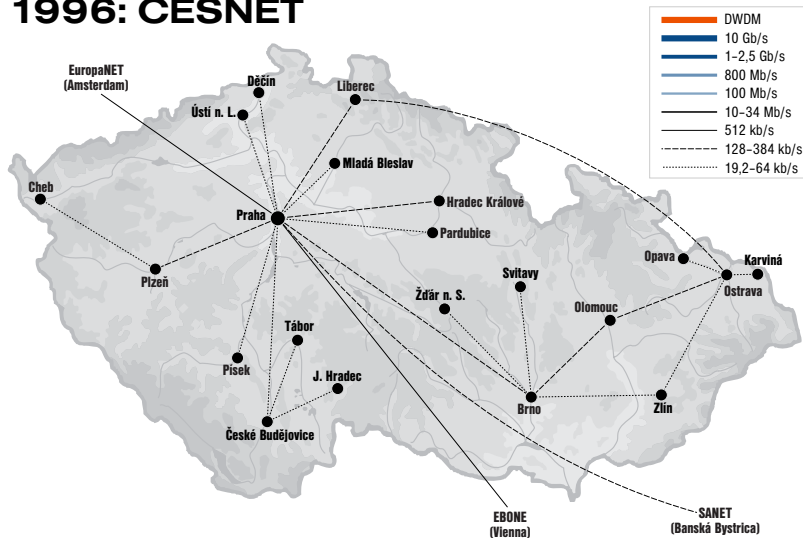 1996: CESNET
DWDM
10 Gb/s
1–2,5 Gb/s
800 Mb/s
100 Mb/s
10–34 Mb/s
512 kb/s
128–384 kb/s
19,2–64 kb/s
EuropaNET
(Amsterdam)
Děčín
Liberec
Ústí n. L.
Mladá Bleslav
Cheb
Hradec Králové
Praha
Pardubice
Opava
Karviná
Plzeň
Svitavy
Ostrava
Žďár n. S.
Olomouc
Tábor
Písek
J. Hradec
Brno
Zlín
České Budějovice
EBONE
(Vienna)
SANET
(Banská Bystrica)